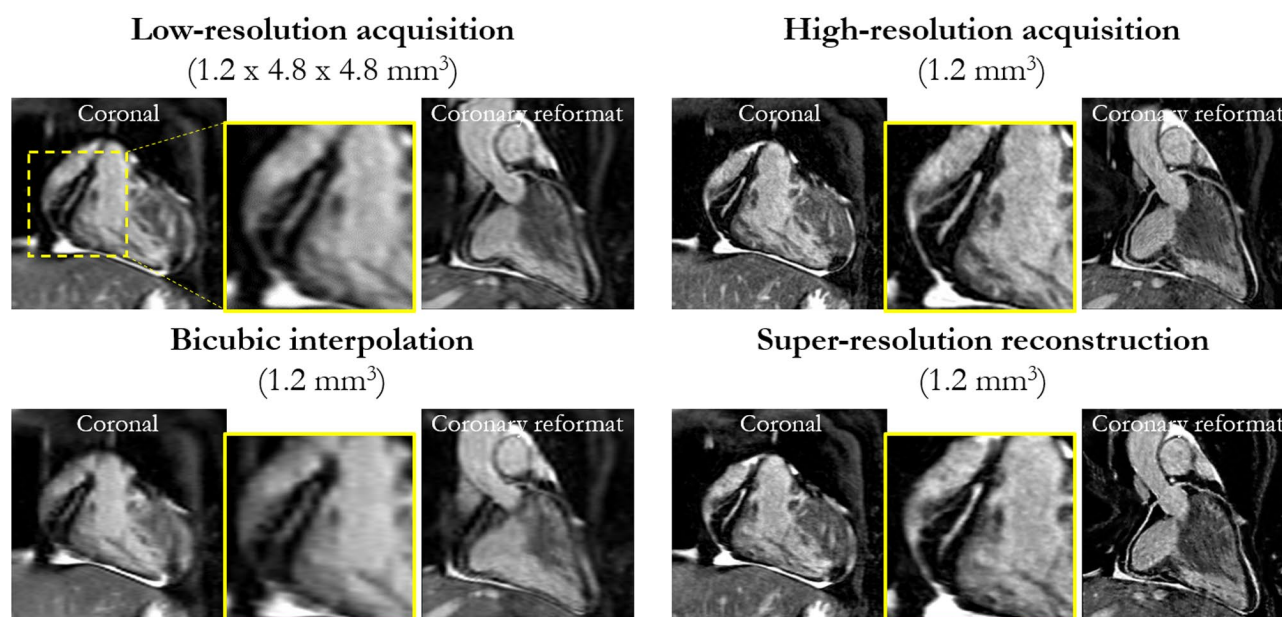 Low-resolution acquisition
(1.2 x 4.8 x 4.8 mm³)
Coronal
Coronary reformat
High-resolution acquisition
(1.2 mm³)
Coronal
Coronary reformat
Bicubic interpolation
(1.2 mm³)
Coronal
Coronary reformat
Super-resolution reconstruction
(1.2 mm³)
Coronal
Coronary reformat